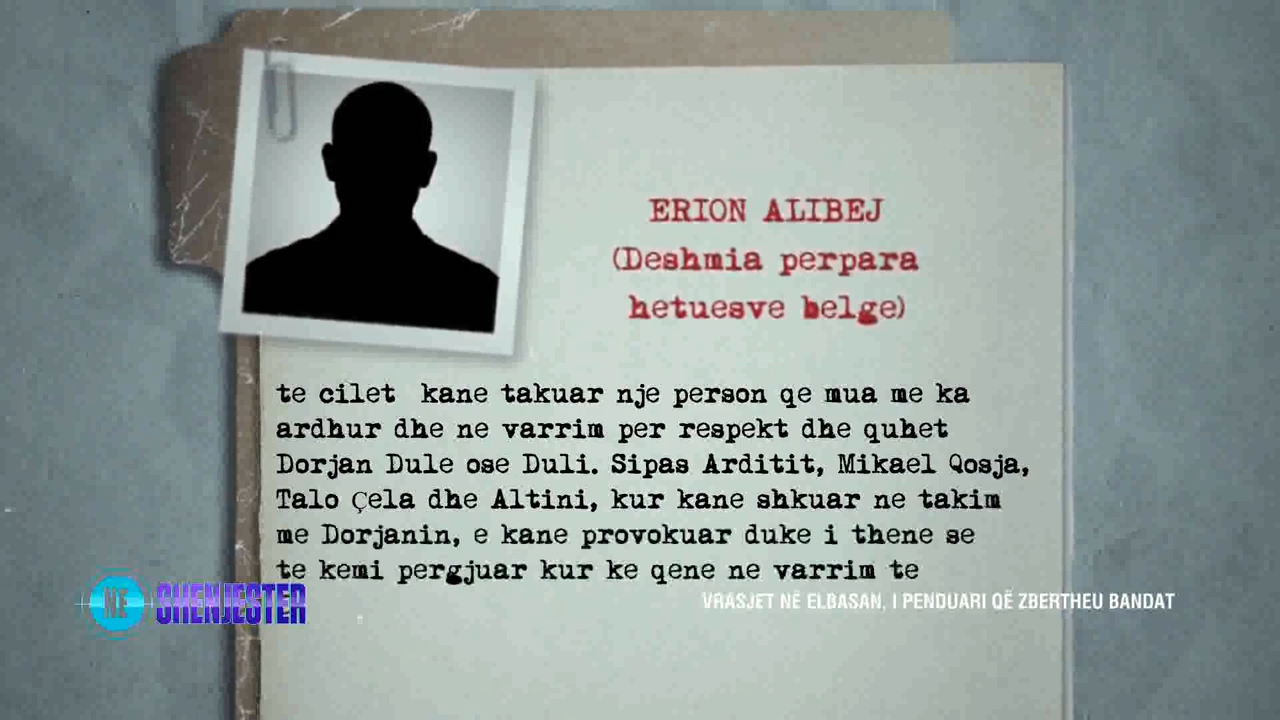 ERION ALIBEJ
(Deshmia perpara
hetuesve belge)
te cilet kane takuar nje person qe mua me ka
ardhur dhe ne varrim per respekt dhe quhet
Dorjan Dule ose Duli. Sipas Arditit, Mikael Qosja,
Talo Çela dhe Altini, kur kane shkuar ne takim
me Dorjanin, e kane provokuar duke i thene se
te kemi pergjuar kur ke qene ne varrim te
NË SHENJESTER
VRASJET NË ELBASAN, I PENDUARI QË ZBERTHEU BANDAT